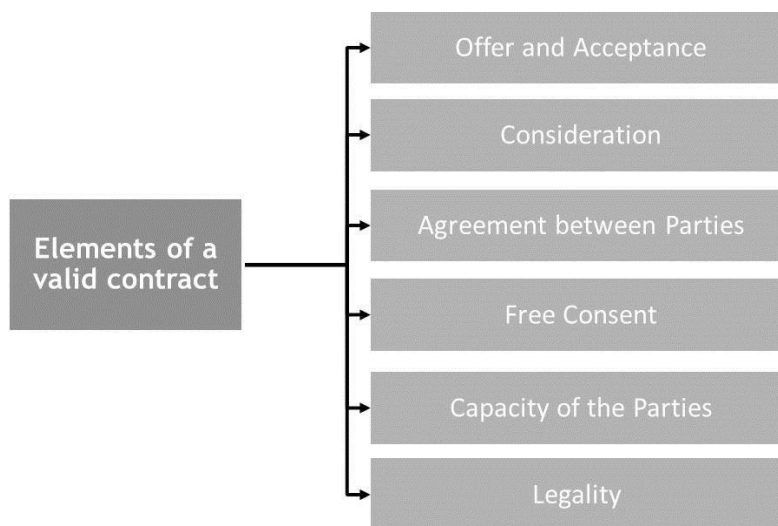 Elements of a
valid contract
Offer and Acceptance
Consideration
Agreement between Parties
Free Consent
Capacity of the Parties
Legality